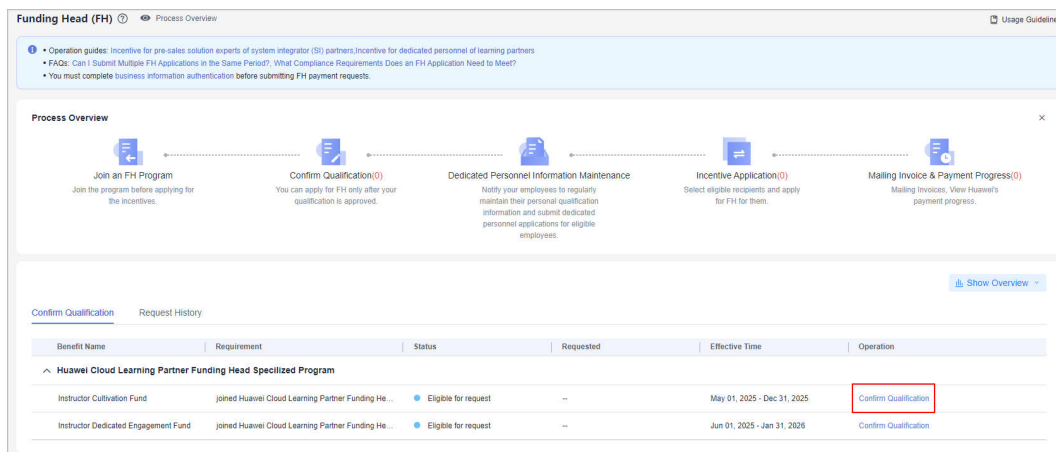 Funding Head (FH) Process Overview Usage Guideline
• Operation guides: Incentive for pre-sales solution experts of system integrator (SI) partners,Incentive for dedicated personnel of learning partners
• FAQs: Can I Submit Multiple FH Applications in the Same Period?, What Compliance Requirements Does an FH Application Need to Meet?
• You must complete business information authentication before submitting FH payment requests.
Process Overview
Join an FH Program
Join the program before applying for
the incentives.
Confirm Qualification(0)
You can apply for FH only after your
qualification is approved.
Dedicated Personnel Information Maintenance
Notify your employees to regularly
maintain their personal qualification
information and submit dedicated
personnel applications for eligible
employees.
Incentive Application(0)
Select eligible recipients and apply
for FH for them.
Mailing Invoice & Payment Progress(0)
Mailing Invoices, View Huawei's
payment progress.
Show Overview
Confirm Qualification Request History
Benefit Name Requirement Status Requested Effective Time Operation
Huawei Cloud Learning Partner Funding Head Specilized Program
Instructor Cultivation Fund joined Huawei Cloud Learning Partner Funding He... Eligible for request -- May 01, 2025 - Dec 31, 2025 Confirm Qualification
Instructor Dedicated Engagement Fund joined Huawei Cloud Learning Partner Funding He... Eligible for request -- Jun 01, 2025 - Jan 31, 2026 Confirm Qualification